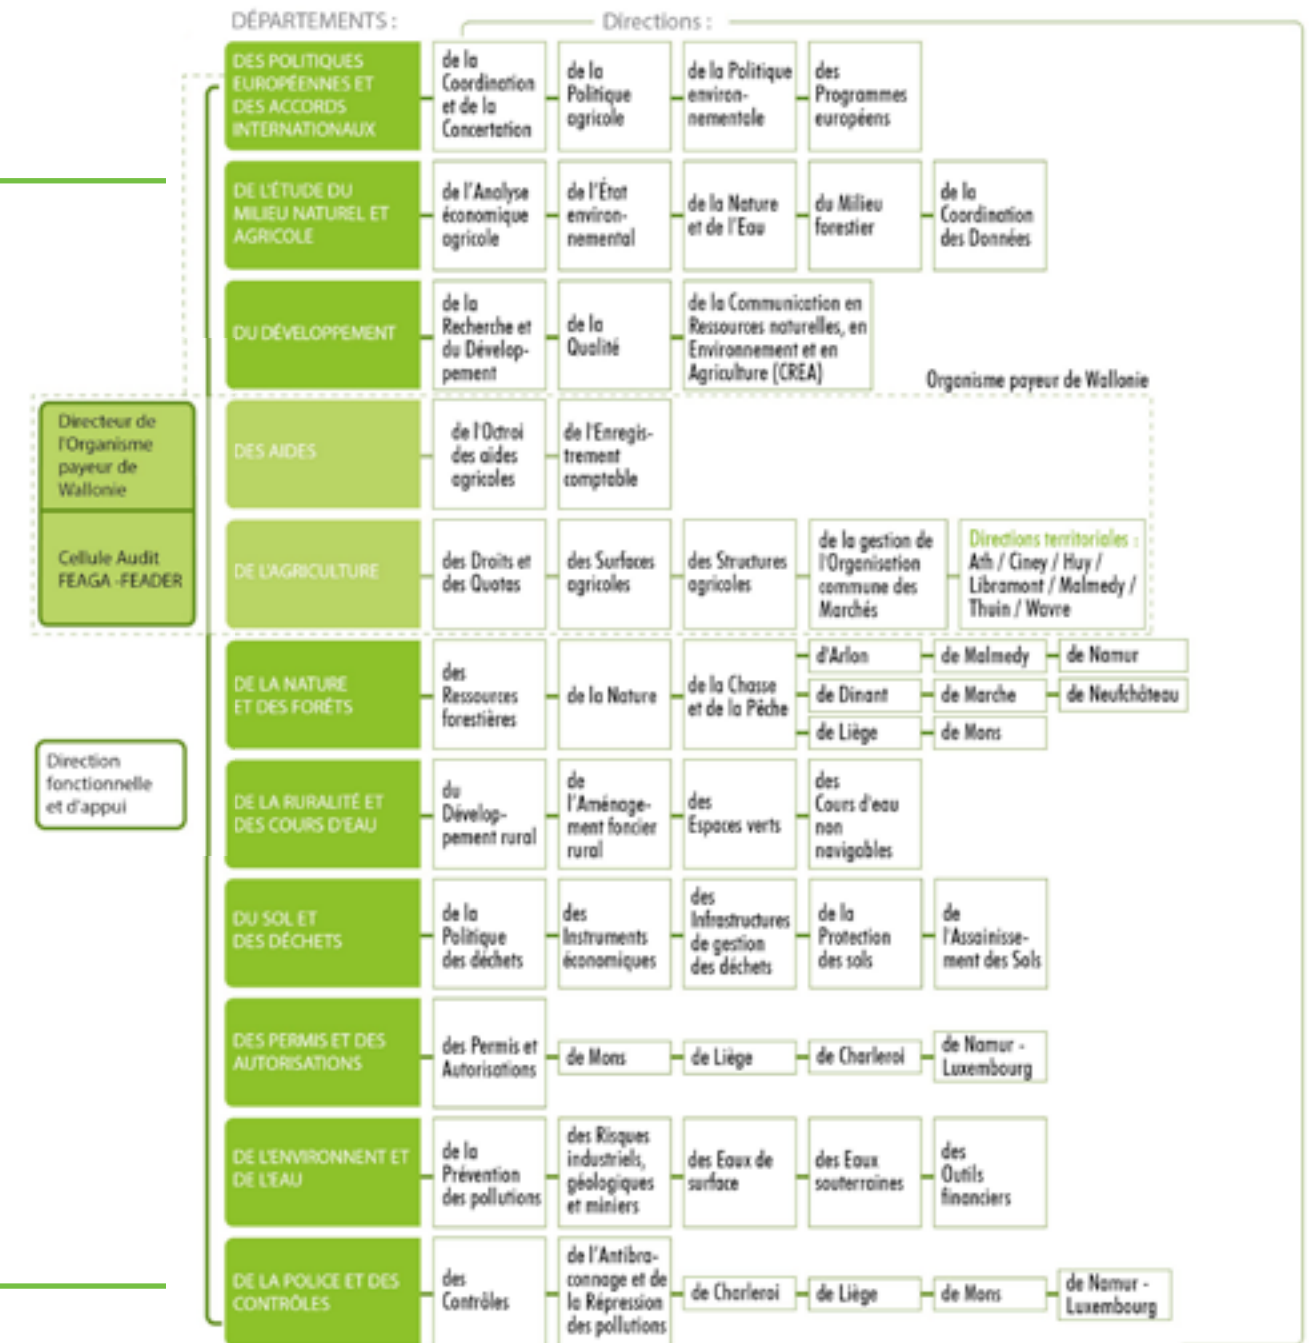 DÉPARTEMENTS :
Directions :
DES POLITIQUES
EUROPÉENNES ET
DES ACCORDS
INTERNATIONAUX
de la
Coordination
et de la
Concertation
de la
Politique
agricole
de la Politique
environ-
nementale
des
Programmes
européens
DE L'ÉTUDE DU
MILIEU NATUREL ET
AGRICOLE
de l'Analyse
économique
agricole
de l'État
environ-
nemental
de la Nature
et de l'Eau
du Milieu
forestier
de la
Coordination
des Données
DU DÉVELOPPEMENT
de la
Recherche et
du Dévelop-
pement
de la
Qualité
de la Communication en
Ressources naturelles, en
Environnement et en
Agriculture (CREA)
Organisme payeur de Wallonie
Directeur de
l'Organisme
payeur de
Wallonie
Cellule Audit
FEAGA -FEADER
DES AIDES
de l'Octroi
des aides
agricoles
de l'Enregis-
trement
comptable
DE L'AGRICULTURE
des Droits et
des Quotas
des Surfaces
agricoles
des Structures
agricoles
de la gestion de
l'Organisation
commune des
Marchés
Directions territoriales :
Ath / Ciney / Huy /
Libramont / Malmedy /
Thuin / Wavre
DE LA NATURE
ET DES FORÊTS
des
Ressources
forestières
de la Nature
de la Chasse
et de la Pêche
d'Arlon
de Malmedy
de Namur
de Dinant
de Marche
de Neufchâteau
de Liège
de Mons
Direction
fonctionnelle
et d'appui
DE LA RURALITÉ ET
DES COURS D'EAU
du
Dévelop-
pement rural
de
l'Aménage-
ment foncier
rural
des
Espaces verts
des
Cours d'eau
non
navigables
DU SOL ET
DES DÉCHETS
de la
Politique
des déchets
des
Instruments
économiques
des
Infrastructures
de gestion
des déchets
de la
Protection
des sols
de
l'Assainisse-
ment des Sols
DES PERMIS ET DES
AUTORISATIONS
des Permis et
Autorisations
de Mons
de Liège
de Charleroi
de Namur -
Luxembourg
DE L'ENVIRONNENT ET
DE L'EAU
de la
Prévention
des pollutions
des Risques
industriels,
géologiques
et miniers
des Eaux de
surface
des Eaux
souterraines
des
Outils
financiers
DE LA POLICE ET DES
CONTRÔLES
des
Contrôles
de l'Antibra-
connage et de
la Répression
des pollutions
de Charleroi
de Liège
de Mons
de Namur -
Luxembourg